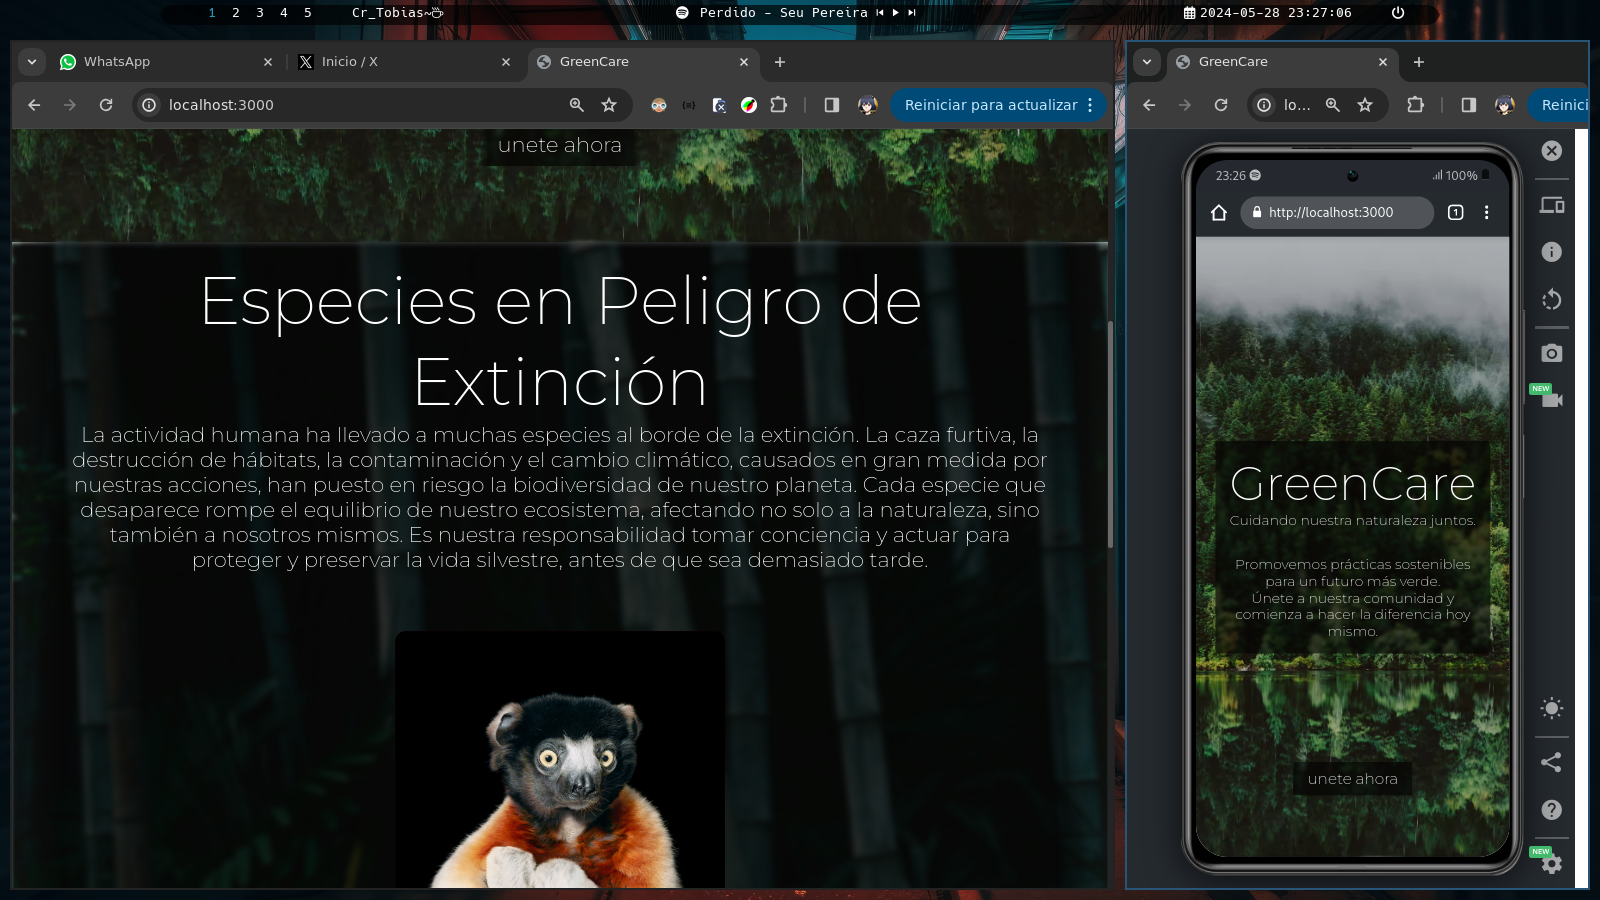 1 2 3 4 5 Cr_Tobias~
Perdido - Seu Pereira
2024-05-28 23:27:06
WhatsApp
Inicio / X
GreenCare
localhost:3000
Reiniciar para actualizar
unete ahora
Especies en Peligro de
Extinción
La actividad humana ha llevado a muchas especies al borde de la extinción. La caza furtiva, la
destrucción de hábitats, la contaminación y el cambio climático, causados en gran medida por
nuestras acciones, han puesto en riesgo la biodiversidad de nuestro planeta. Cada especie que
desaparece rompe el equilibrio de nuestro ecosistema, afectando no solo a la naturaleza, sino
también a nosotros mismos. Es nuestra responsabilidad tomar conciencia y actuar para
proteger y preservar la vida silvestre, antes de que sea demasiado tarde.
GreenCare
lo...
Reinici
23:26
100%
http://localhost:3000
1
GreenCare
Cuidando nuestra naturaleza juntos.
Promovemos prácticas sostenibles
para un futuro más verde.
Únete a nuestra comunidad y
comienza a hacer la diferencia hoy
mismo.
unete ahora
NEW
NEW